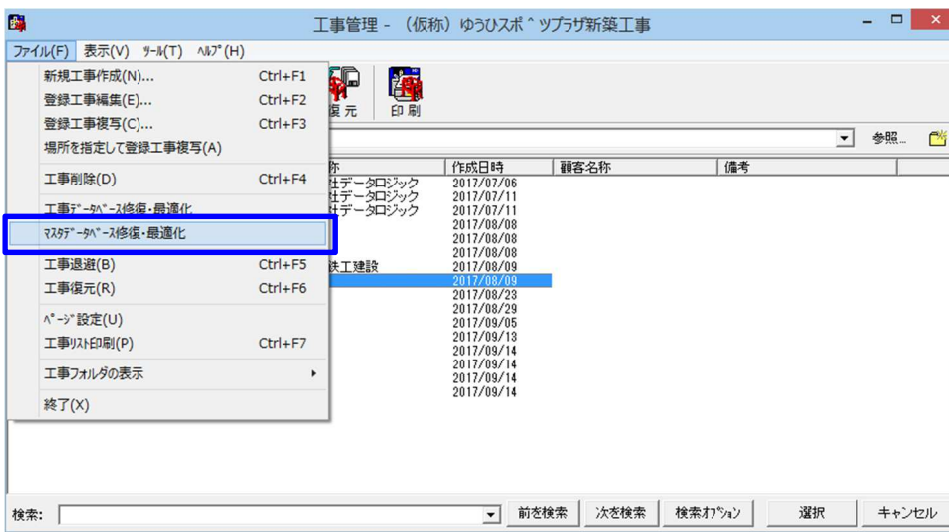 工事管理 - （仮称）ゆうひスポ^ツプラザ新築工事
ファイル(F) 表示(V) ﾂｰﾙ(T) ﾍﾙﾌﾟ(H)
新規工事作成(N)... Ctrl+F1
登録工事編集(E)... Ctrl+F2
登録工事複写(C)... Ctrl+F3
場所を指定して登録工事複写(A)
工事削除(D) Ctrl+F4
工事ﾃﾞｰﾀﾍﾞｰｽ修復・最適化
ﾏｽﾀﾃﾞｰﾀﾍﾞｰｽ修復・最適化
工事退避(B) Ctrl+F5
工事復元(R) Ctrl+F6
ﾍﾟｰｼﾞ設定(U)
工事ﾘｽﾄ印刷(P) Ctrl+F7
工事フォルダの表示
終了(X)
復元 印刷
参照...
称 作成日時 顧客名称 備考
社データロジック 2017/07/06
社データロジック 2017/07/11
社データロジック 2017/07/11
2017/08/08
2017/08/08
2017/08/08
鉄工建設 2017/08/09
2017/08/09
2017/08/23
2017/08/29
2017/09/05
2017/09/13
2017/09/14
2017/09/14
2017/09/14
2017/09/14
検索: 前を検索 次を検索 検索ｵﾌﾟｼｮﾝ 選択 キャンセル